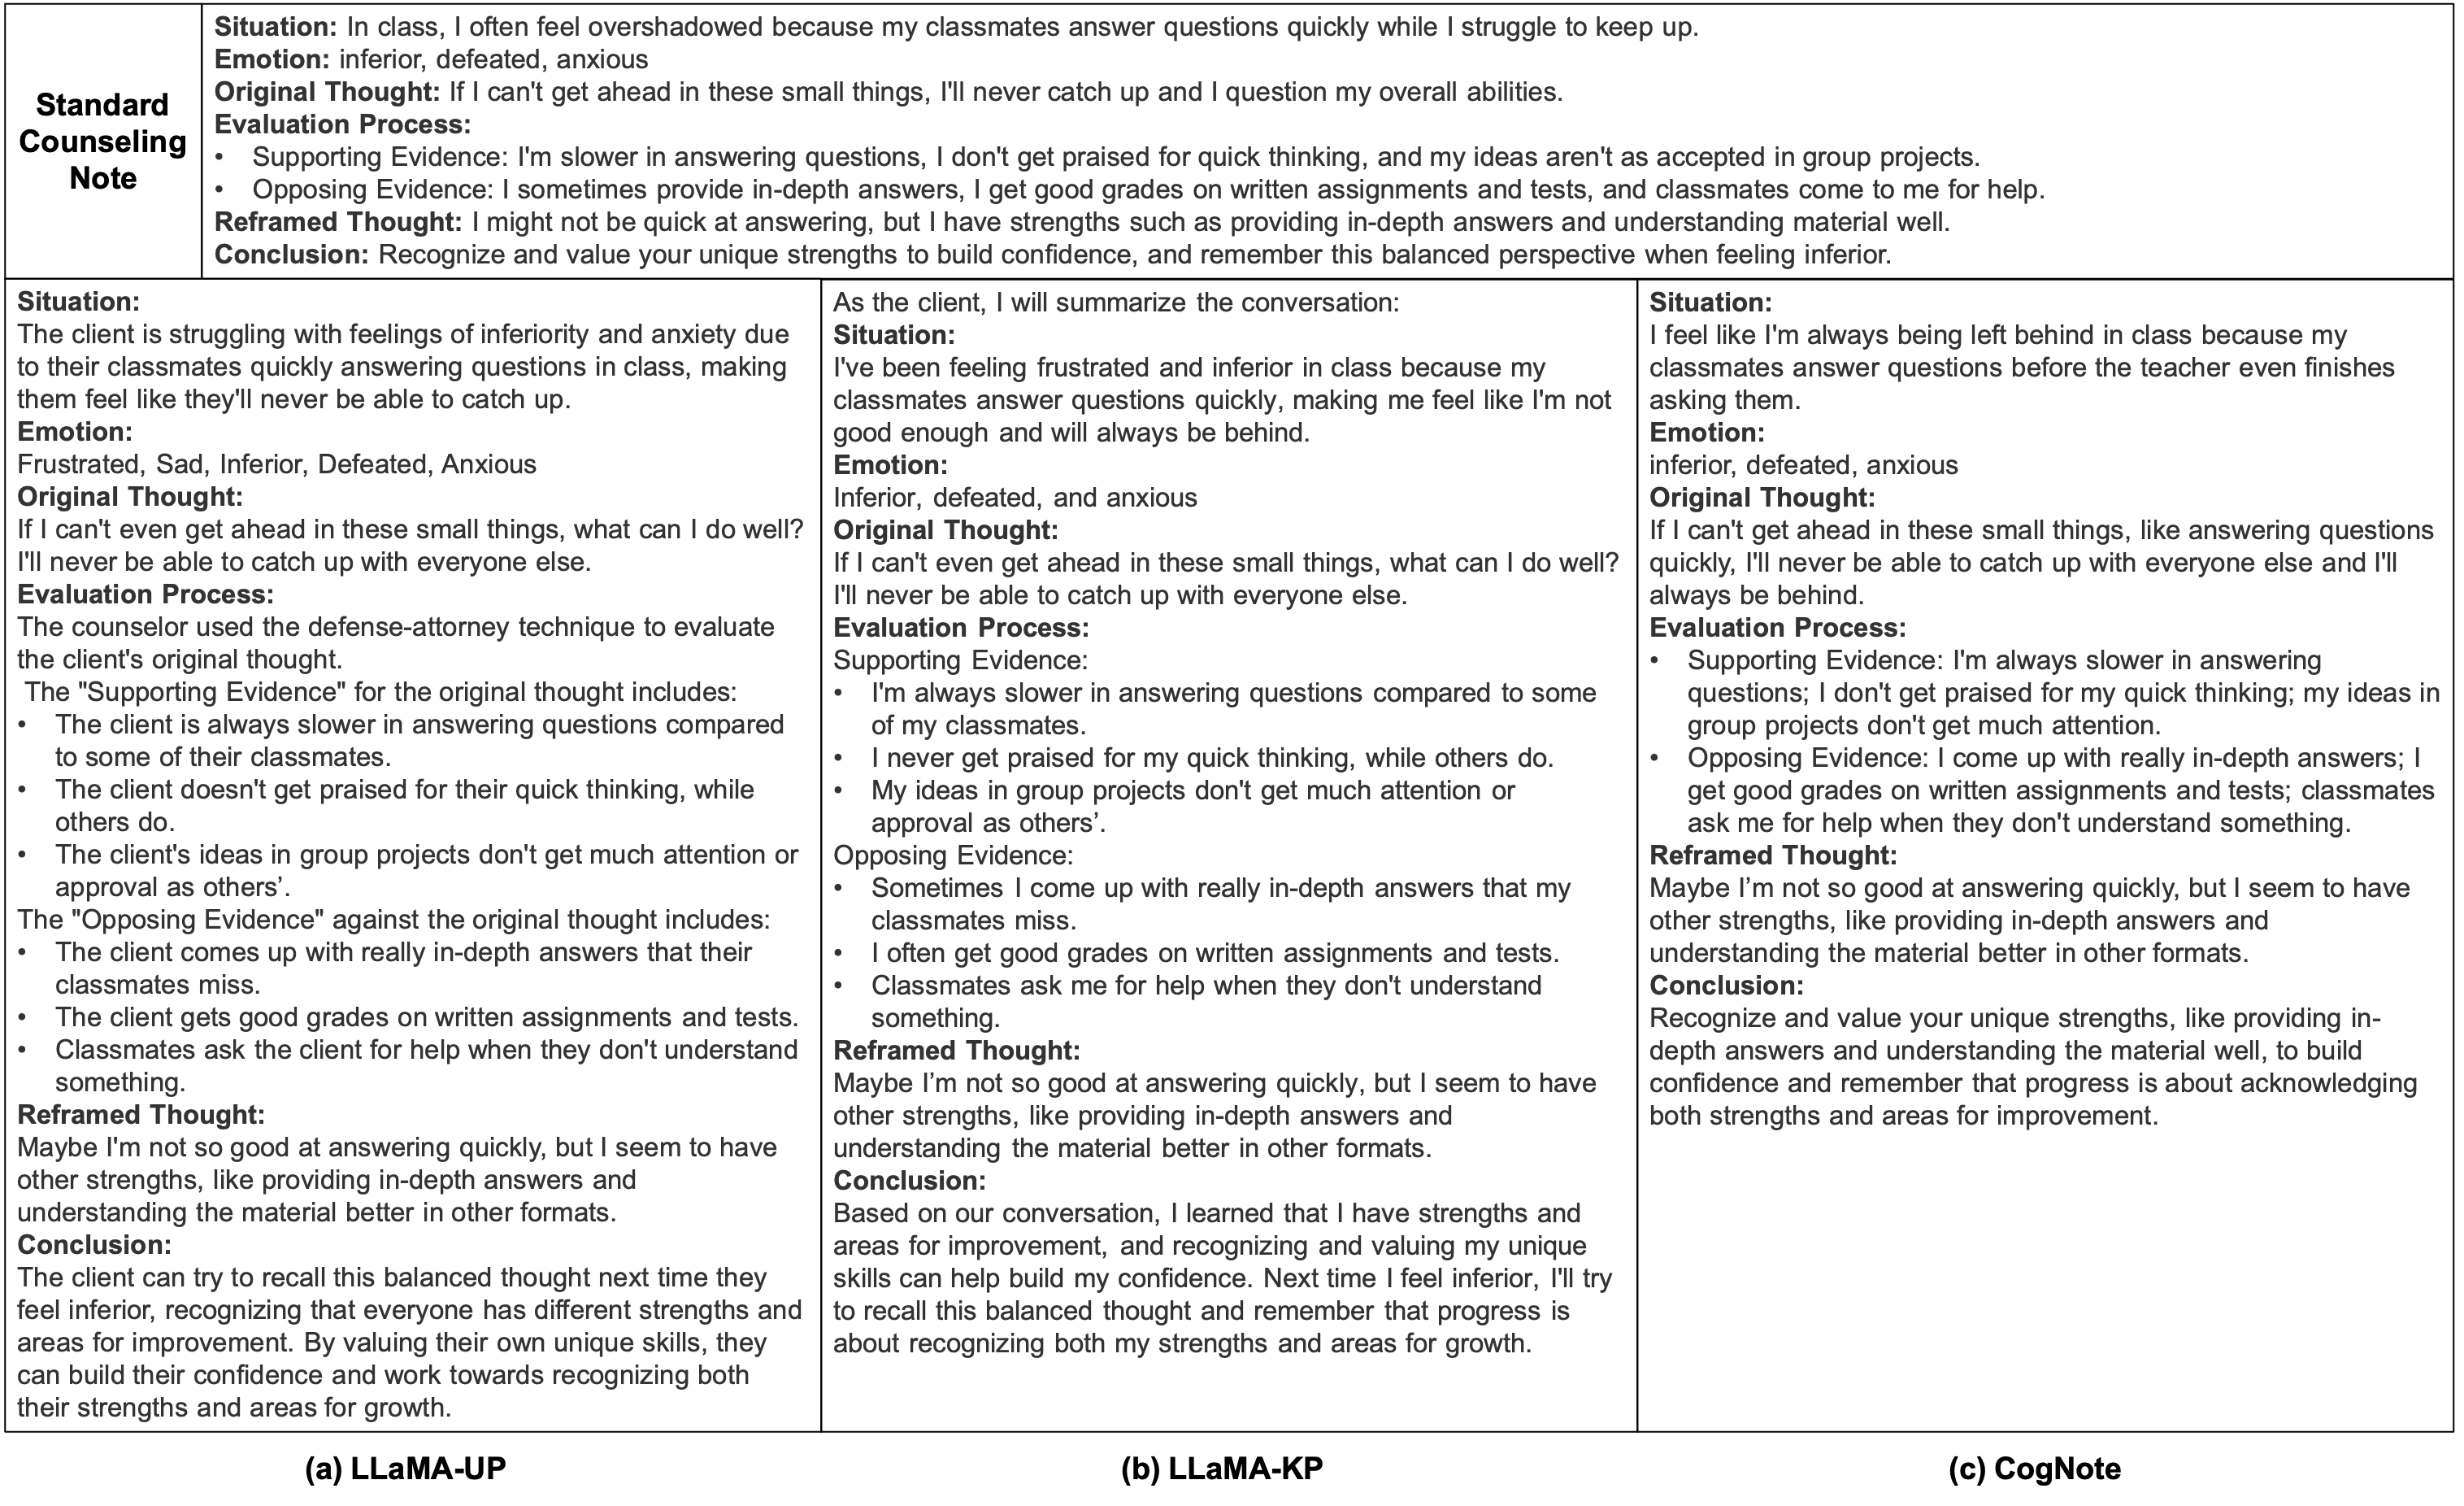 Standard
Counseling
Note
Situation: In class, I often feel overshadowed because my classmates answer questions quickly while I struggle to keep up.
Emotion: inferior, defeated, anxious
Original Thought: If I can't get ahead in these small things, I'll never catch up and I question my overall abilities.
Evaluation Process:
• Supporting Evidence: I'm slower in answering questions, I don't get praised for quick thinking, and my ideas aren't as accepted in group projects.
• Opposing Evidence: I sometimes provide in-depth answers, I get good grades on written assignments and tests, and classmates come to me for help.
Reframed Thought: I might not be quick at answering, but I have strengths such as providing in-depth answers and understanding material well.
Conclusion: Recognize and value your unique strengths to build confidence, and remember this balanced perspective when feeling inferior.
Situation:
The client is struggling with feelings of inferiority and anxiety due
to their classmates quickly answering questions in class, making
them feel like they'll never be able to catch up.
Emotion:
Frustrated, Sad, Inferior, Defeated, Anxious
Original Thought:
If I can't even get ahead in these small things, what can I do well?
I'll never be able to catch up with everyone else.
Evaluation Process:
The counselor used the defense-attorney technique to evaluate
the client's original thought.
The "Supporting Evidence" for the original thought includes:
• The client is always slower in answering questions compared
to some of their classmates.
• The client doesn't get praised for their quick thinking, while
others do.
• The client's ideas in group projects don't get much attention or
approval as others’.
The "Opposing Evidence" against the original thought includes:
• The client comes up with really in-depth answers that their
classmates miss.
• The client gets good grades on written assignments and tests.
• Classmates ask the client for help when they don't understand
something.
Reframed Thought:
Maybe I'm not so good at answering quickly, but I seem to have
other strengths, like providing in-depth answers and
understanding the material better in other formats.
Conclusion:
The client can try to recall this balanced thought next time they
feel inferior, recognizing that everyone has different strengths and
areas for improvement. By valuing their own unique skills, they
can build their confidence and work towards recognizing both
their strengths and areas for growth.
(a) LLaMA-UP
As the client, I will summarize the conversation:
Situation:
I've been feeling frustrated and inferior in class because my
classmates answer questions quickly, making me feel like I'm not
good enough and will always be behind.
Emotion:
Inferior, defeated, and anxious
Original Thought:
If I can't even get ahead in these small things, what can I do well?
I'll never be able to catch up with everyone else.
Evaluation Process:
Supporting Evidence:
• I'm always slower in answering questions compared to some
of my classmates.
• I never get praised for my quick thinking, while others do.
• My ideas in group projects don't get much attention or
approval as others’.
Opposing Evidence:
• Sometimes I come up with really in-depth answers that my
classmates miss.
• I often get good grades on written assignments and tests.
• Classmates ask me for help when they don't understand
something.
Reframed Thought:
Maybe I’m not so good at answering quickly, but I seem to have
other strengths, like providing in-depth answers and
understanding the material better in other formats.
Conclusion:
Based on our conversation, I learned that I have strengths and
areas for improvement, and recognizing and valuing my unique
skills can help build my confidence. Next time I feel inferior, I'll try
to recall this balanced thought and remember that progress is
about recognizing both my strengths and areas for growth.
(b) LLaMA-KP
Situation:
I feel like I'm always being left behind in class because my
classmates answer questions before the teacher even finishes
asking them.
Emotion:
inferior, defeated, anxious
Original Thought:
If I can't get ahead in these small things, like answering questions
quickly, I'll never be able to catch up with everyone else and I'll
always be behind.
Evaluation Process:
• Supporting Evidence: I'm always slower in answering
questions; I don't get praised for my quick thinking; my ideas in
group projects don't get much attention.
• Opposing Evidence: I come up with really in-depth answers; I
get good grades on written assignments and tests; classmates
ask me for help when they don't understand something.
Reframed Thought:
Maybe I’m not so good at answering quickly, but I seem to have
other strengths, like providing in-depth answers and
understanding the material better in other formats.
Conclusion:
Recognize and value your unique strengths, like providing in-
depth answers and understanding the material well, to build
confidence and remember that progress is about acknowledging
both strengths and areas for improvement.
(c) CogNote